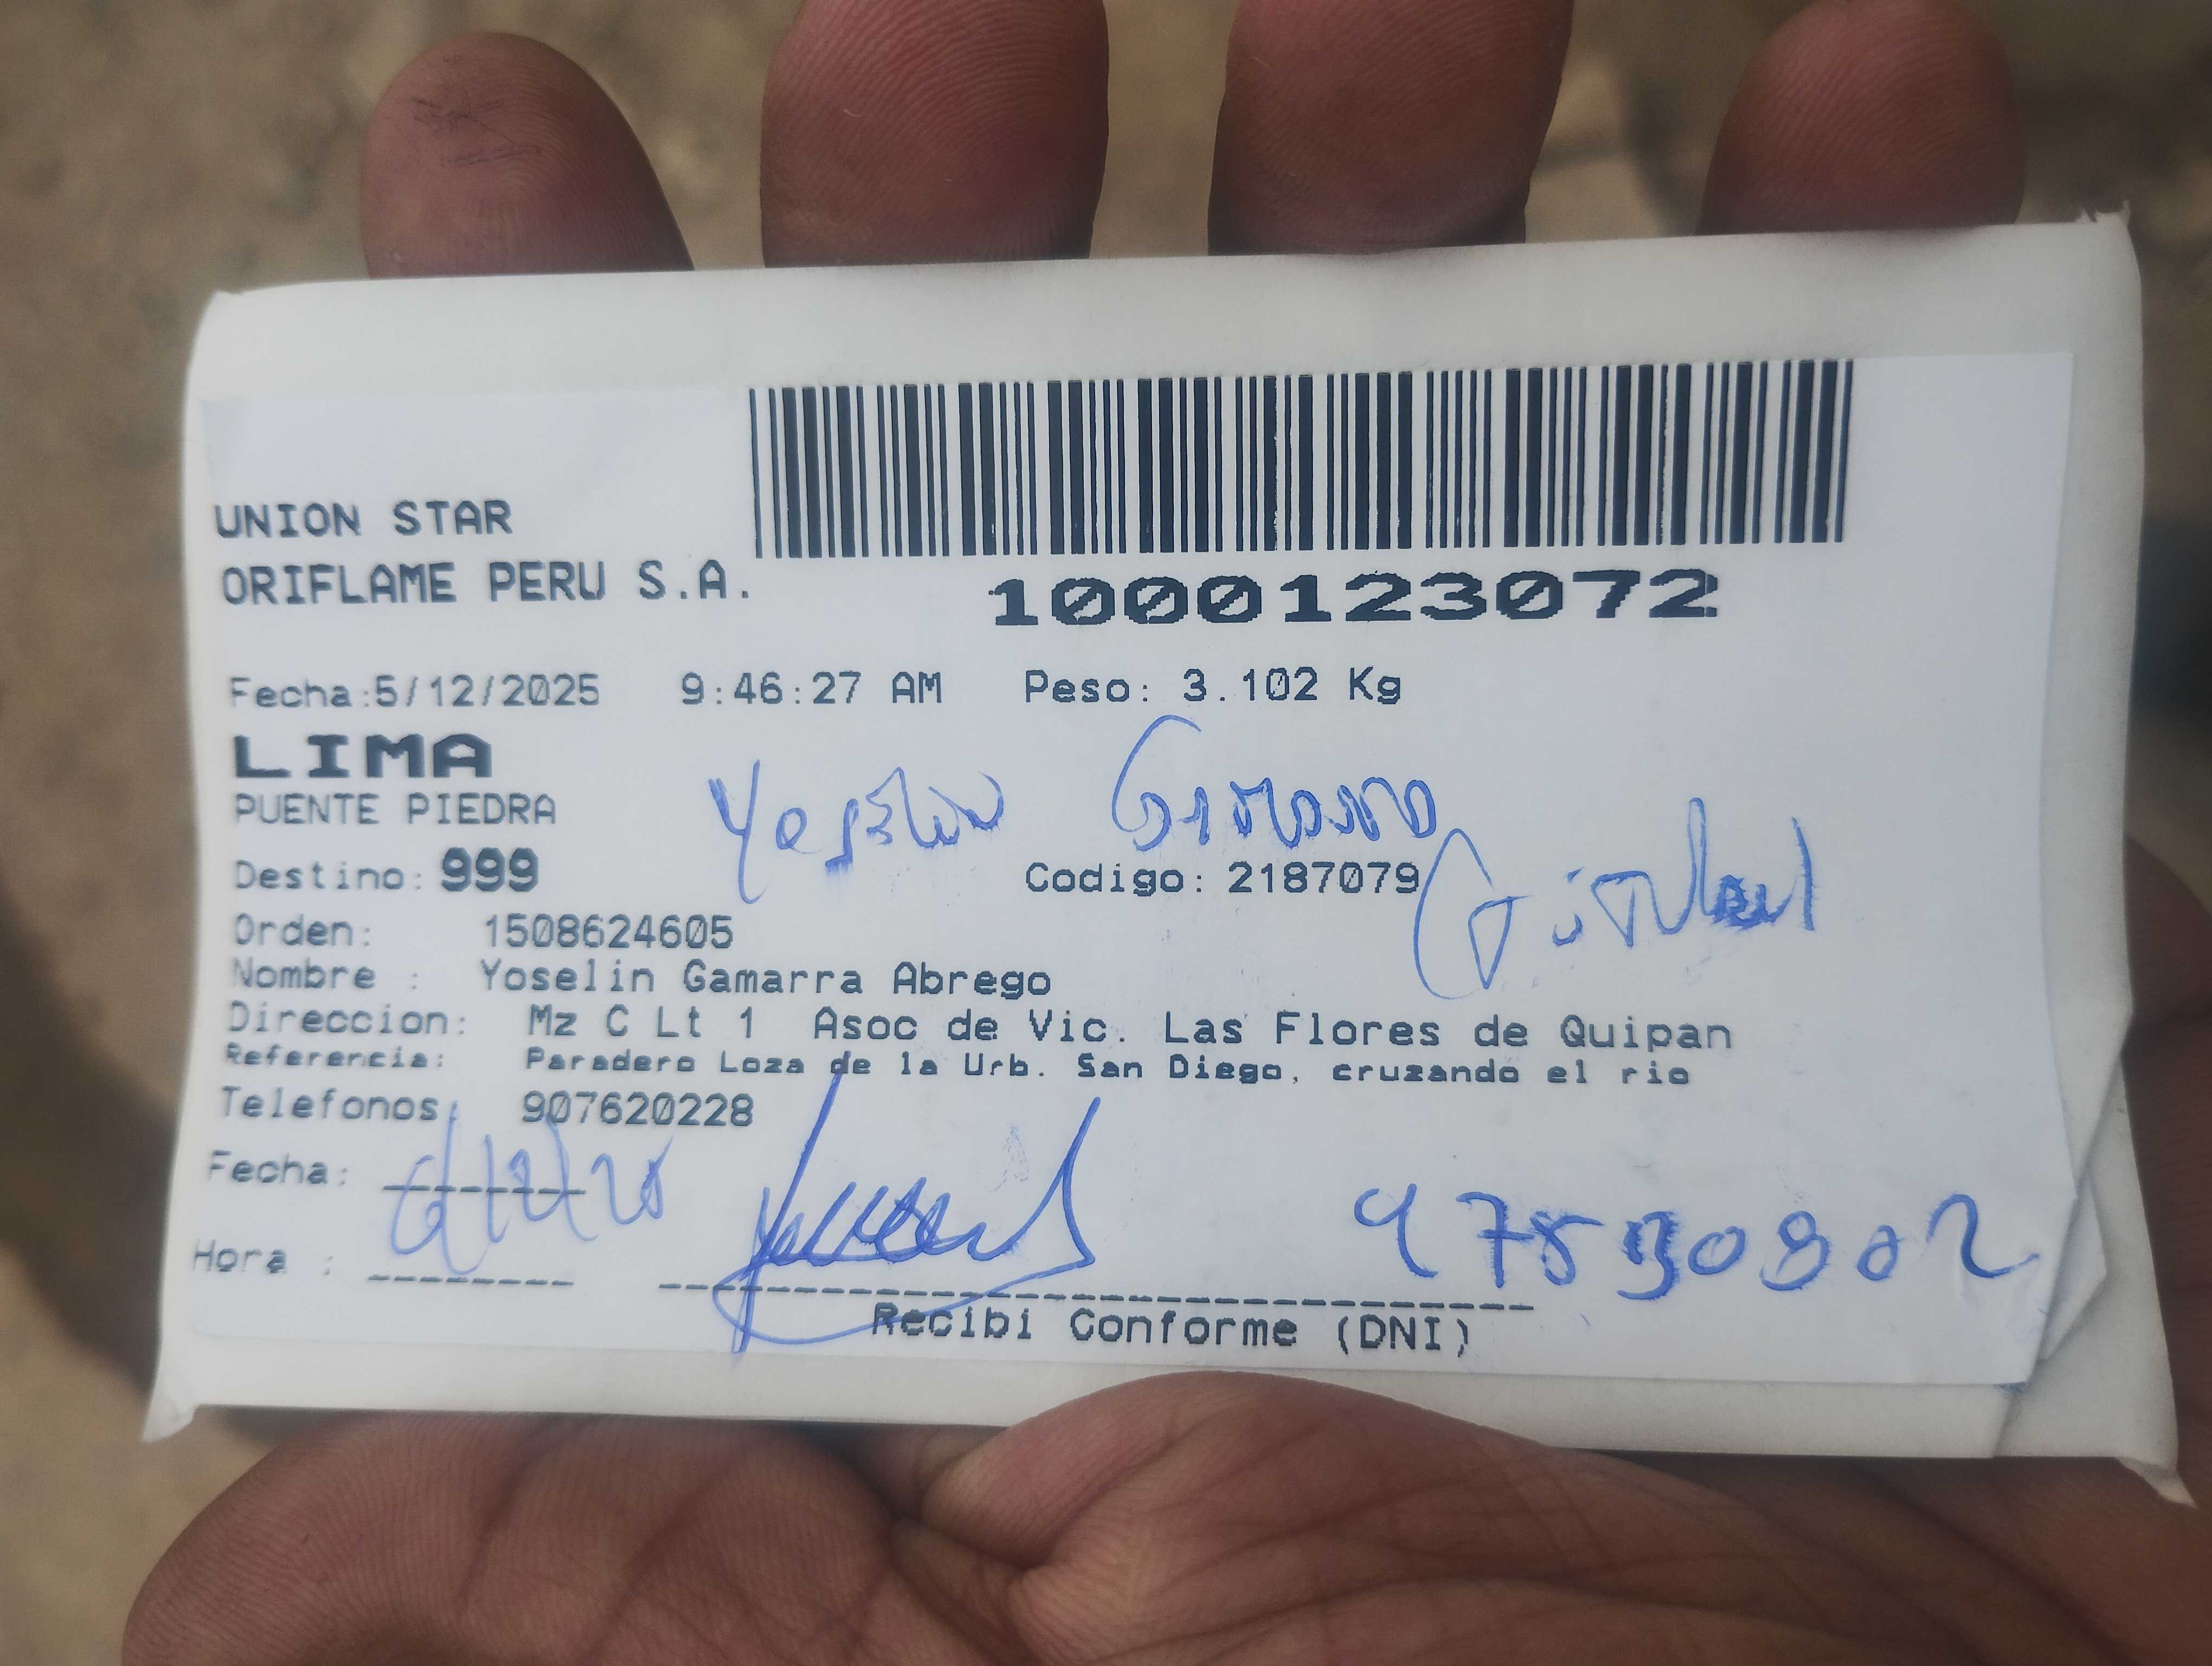 UNION STAR
ORIFLAME PERU S.A.
1000123072
Fecha:5/12/2025 9:46:27 AM Peso: 3.102 Kg
LIMA
PUENTE PIEDRA
Yoselin Gamarra
Destino: 999 Codigo: 2187079
Orden: 1508624605
Nombre : Yoselin Gamarra Abrego
Direccion: Mz C Lt 1 Asoc de Vic. Las Flores de Quipan
Referencia: Paradero Loza de la Urb. San Diego, cruzando el rio
Telefonos: 907620228
Fecha:
Hora :
Recibi Conforme (DNI)